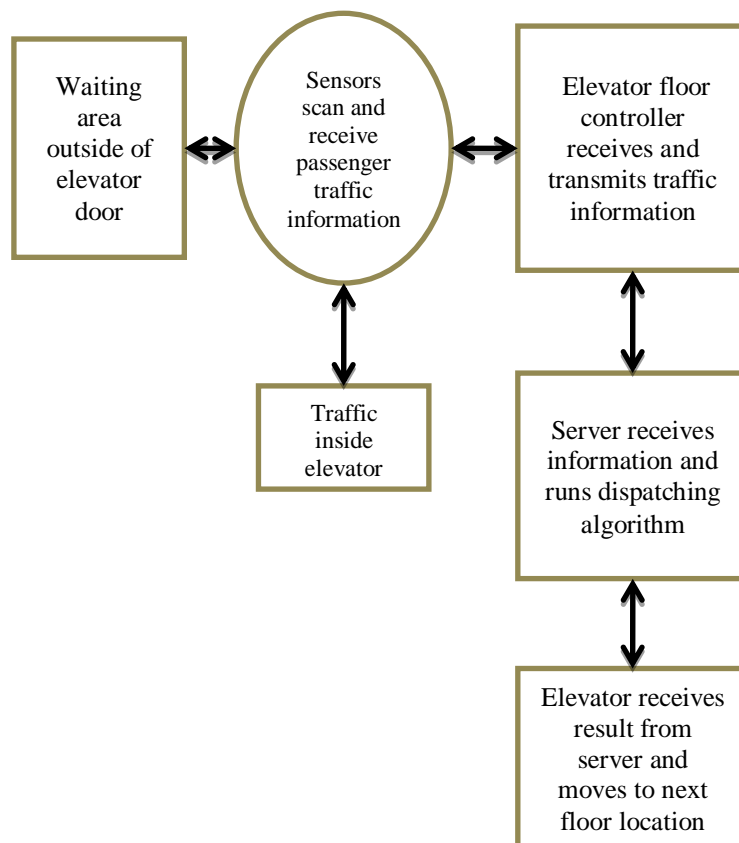 Waiting
area
outside of
elevator
door
Sensors
scan and
receive
passenger
traffic
information
Elevator floor
controller
receives and
transmits traffic
information
Traffic
inside
elevator
Server receives
information and
runs dispatching
algorithm
Elevator receives
result from
server and
moves to next
floor location